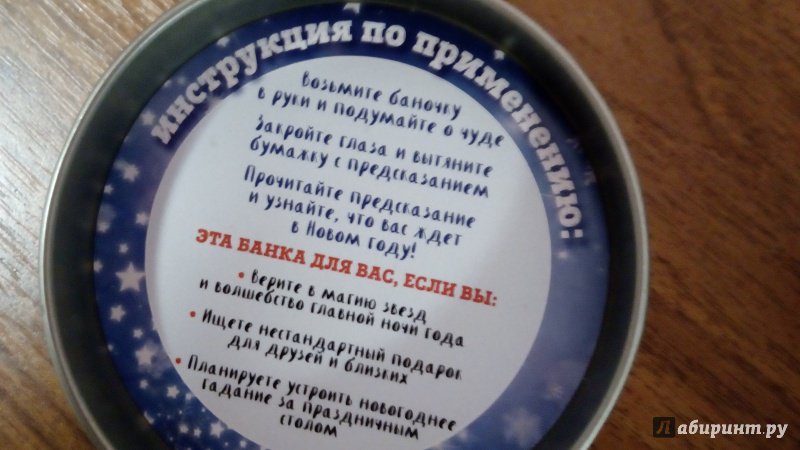 инструкция по применению:
Возьмите баночку
в руки и подумайте о чуде
Закройте глаза и вытяните
бумажку с предсказанием
Прочитайте предсказание
и узнайте, что вас ждет
в Новом году!
ЭТА БАНКА ДЛЯ ВАС, ЕСЛИ ВЫ:
• Верите в магию звезд
и волшебство главной ночи года
• Ищете нестандартный подарок
для друзей и близких
• Планируете устроить новогоднее
гадание за праздничным
столом
Лабиринт.ру